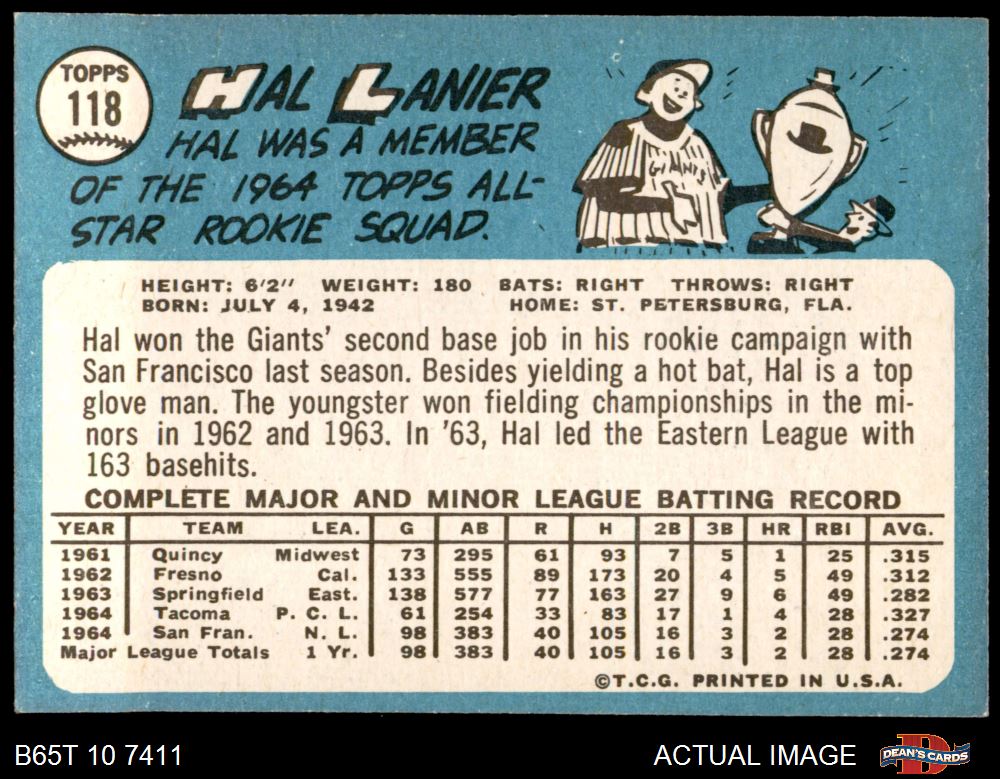 TOPPS
118
HAL LANIER
HAL WAS A MEMBER
OF THE 1964 TOPPS ALL-
STAR ROOKIE SQUAD.
GIANTS
HEIGHT: 6'2" WEIGHT: 180 BATS: RIGHT THROWS: RIGHT
BORN: JULY 4, 1942 HOME: ST. PETERSBURG, FLA.
Hal won the Giants' second base job in his rookie campaign with
San Francisco last season. Besides yielding a hot bat, Hal is a top
glove man. The youngster won fielding championships in the mi-
nors in 1962 and 1963. In '63, Hal led the Eastern League with
163 basehits.
COMPLETE MAJOR AND MINOR LEAGUE BATTING RECORD
YEAR TEAM LEA. G AB R H 2B 3B HR RBI AVG.
1961 Quincy Midwest 73 295 61 93 7 5 1 25 .315
1962 Fresno Cal. 133 555 89 173 20 4 5 49 .312
1963 Springfield East. 138 577 77 163 27 9 6 49 .282
1964 Tacoma P. C. L. 61 254 33 83 17 1 4 28 .327
1964 San Fran. N. L. 98 383 40 105 16 3 2 28 .274
Major League Totals 1 Yr. 98 383 40 105 16 3 2 28 .274
©T.C.G. PRINTED IN U.S.A.
B65T 10 7411 ACTUAL IMAGE DEAN'S CARDS